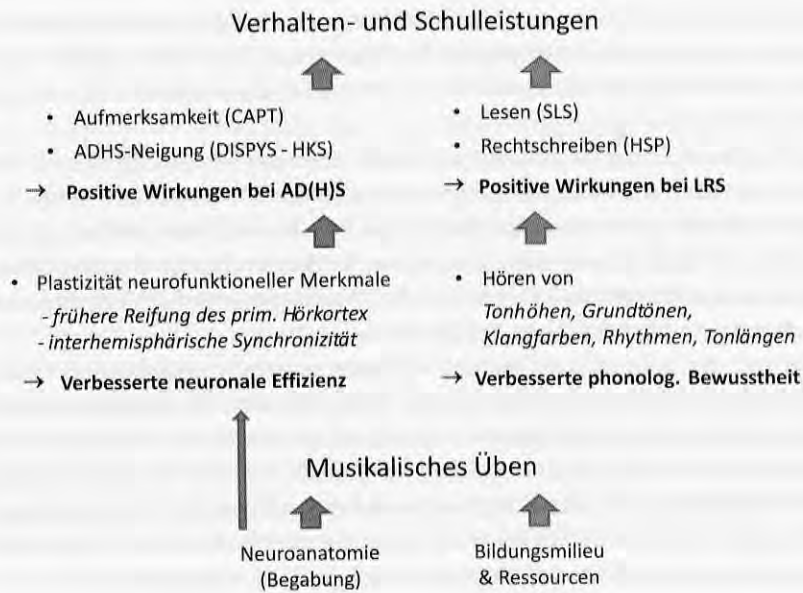 Verhalten- und Schulleistungen
• Aufmerksamkeit (CAPT)
• ADHS-Neigung (DISPYS - HKS)
→ Positive Wirkungen bei AD(H)S
• Lesen (SLS)
• Rechtschreiben (HSP)
→ Positive Wirkungen bei LRS
• Plastizität neurofunktioneller Merkmale
- frühere Reifung des prim. Hörkortex
- interhemisphärische Synchronizität
→ Verbesserte neuronale Effizienz
• Hören von
Tonhöhen, Grundtönen,
Klangfarben, Rhythmen, Tonlängen
→ Verbesserte phonolog. Bewusstheit
Musikalisches Üben
Neuroanatomie
(Begabung)
Bildungsmilieu
& Ressourcen